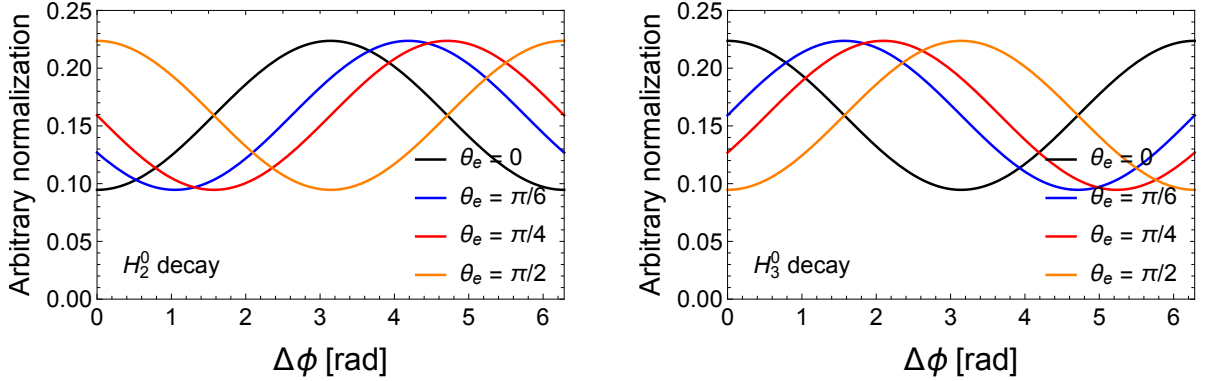 Arbitrary normalization
0.25
0.20
0.15
0.10
0.05
0.00
θe = 0
θe = π/6
θe = π/4
θe = π/2
H₂⁰ decay
0 1 2 3 4 5 6
Δϕ [rad]
Arbitrary normalization
0.25
0.20
0.15
0.10
0.05
0.00
θe = 0
θe = π/6
θe = π/4
θe = π/2
H₃⁰ decay
0 1 2 3 4 5 6
Δϕ [rad]